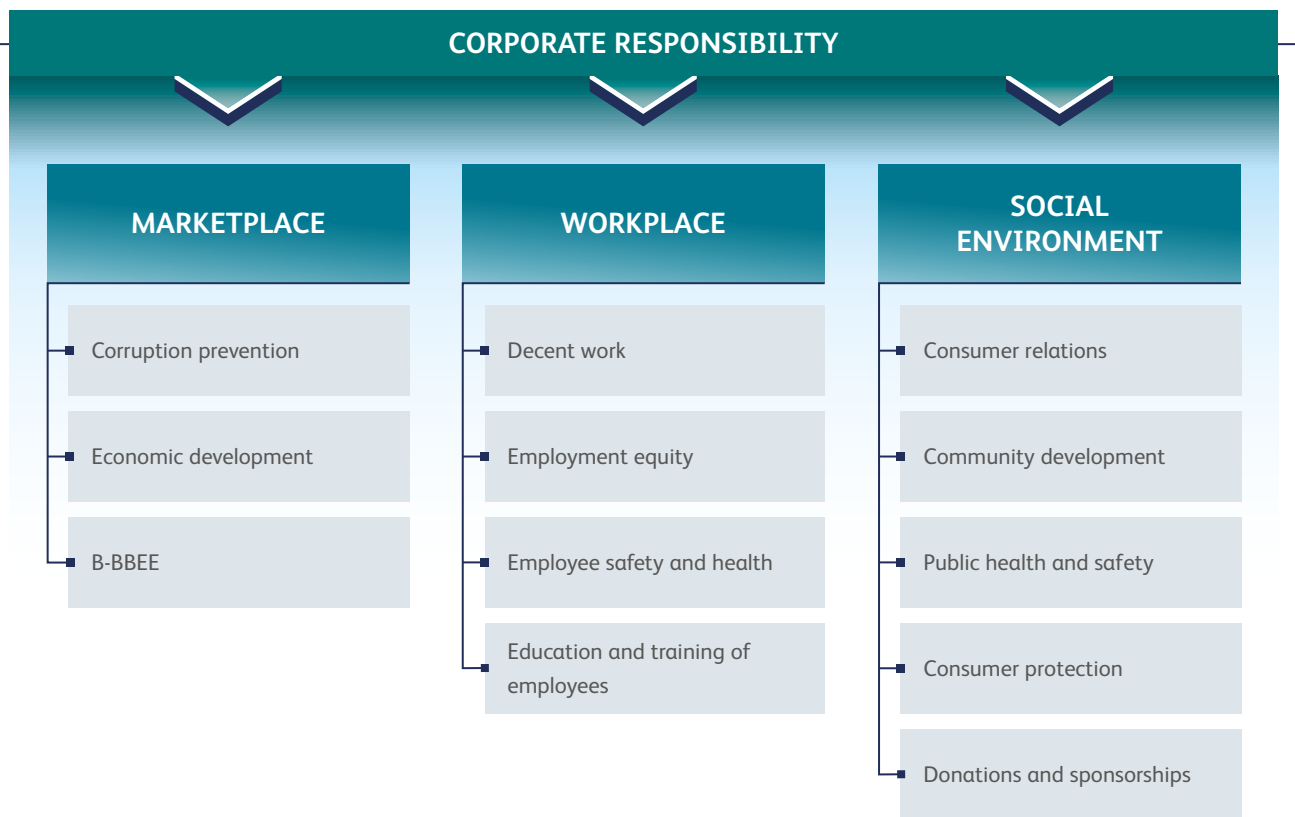 CORPORATE RESPONSIBILITY
MARKETPLACE
Corruption prevention
Economic development
B-BBEE
WORKPLACE
Decent work
Employment equity
Employee safety and health
Education and training of
employees
SOCIAL
ENVIRONMENT
Consumer relations
Community development
Public health and safety
Consumer protection
Donations and sponsorships